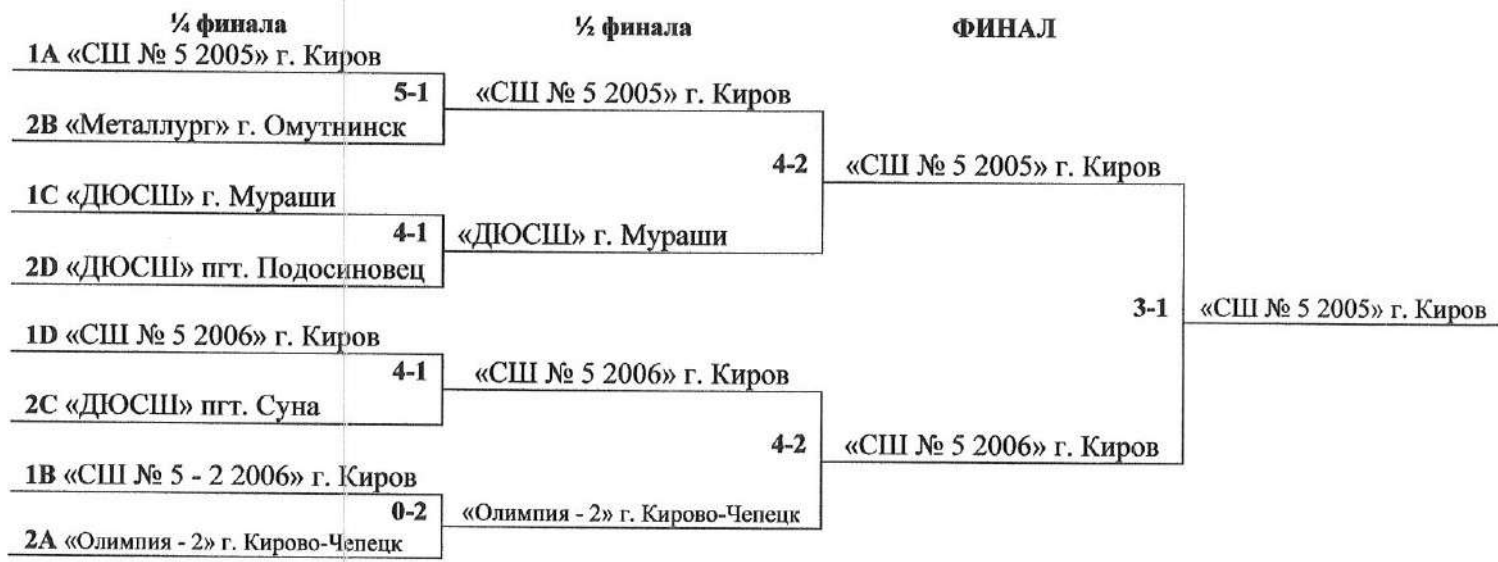 ¼ финала ½ финала ФИНАЛ
1А «СШ № 5 2005» г. Киров
5-1 «СШ № 5 2005» г. Киров
2В «Металлург» г. Омутнинск
4-2 «СШ № 5 2005» г. Киров
1С «ДЮСШ» г. Мураши
4-1 «ДЮСШ» г. Мураши
2D «ДЮСШ» пгт. Подосиновец
3-1 «СШ № 5 2005» г. Киров
1D «СШ № 5 2006» г. Киров
4-1 «СШ № 5 2006» г. Киров
2С «ДЮСШ» пгт. Суна
4-2 «СШ № 5 2006» г. Киров
1В «СШ № 5 - 2 2006» г. Киров
0-2 «Олимпия - 2» г. Кирово-Чепецк
2А «Олимпия - 2» г. Кирово-Чепецк